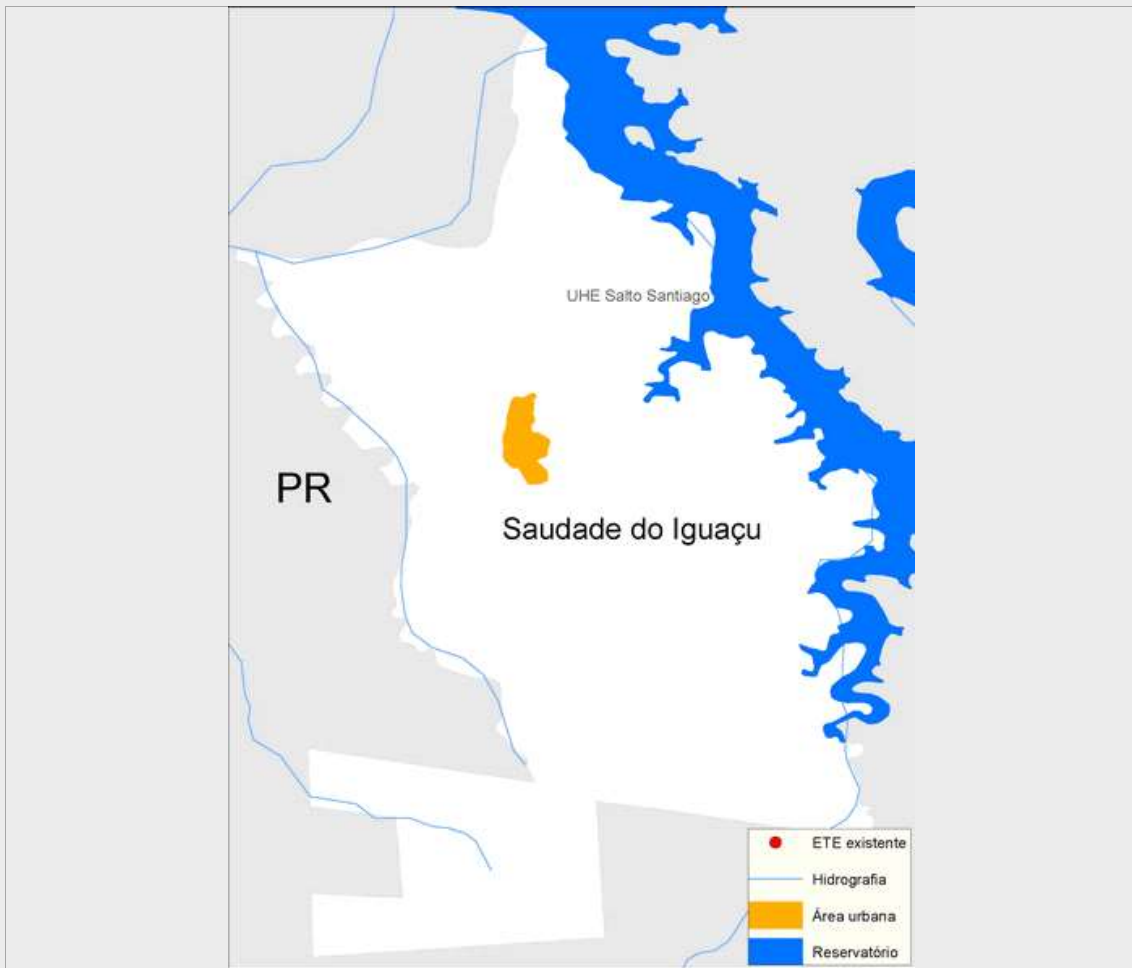 UHE Salto Santiago
PR
Saudade do Iguaçu
ETE existente
Hidrografia
Área urbana
Reservatório